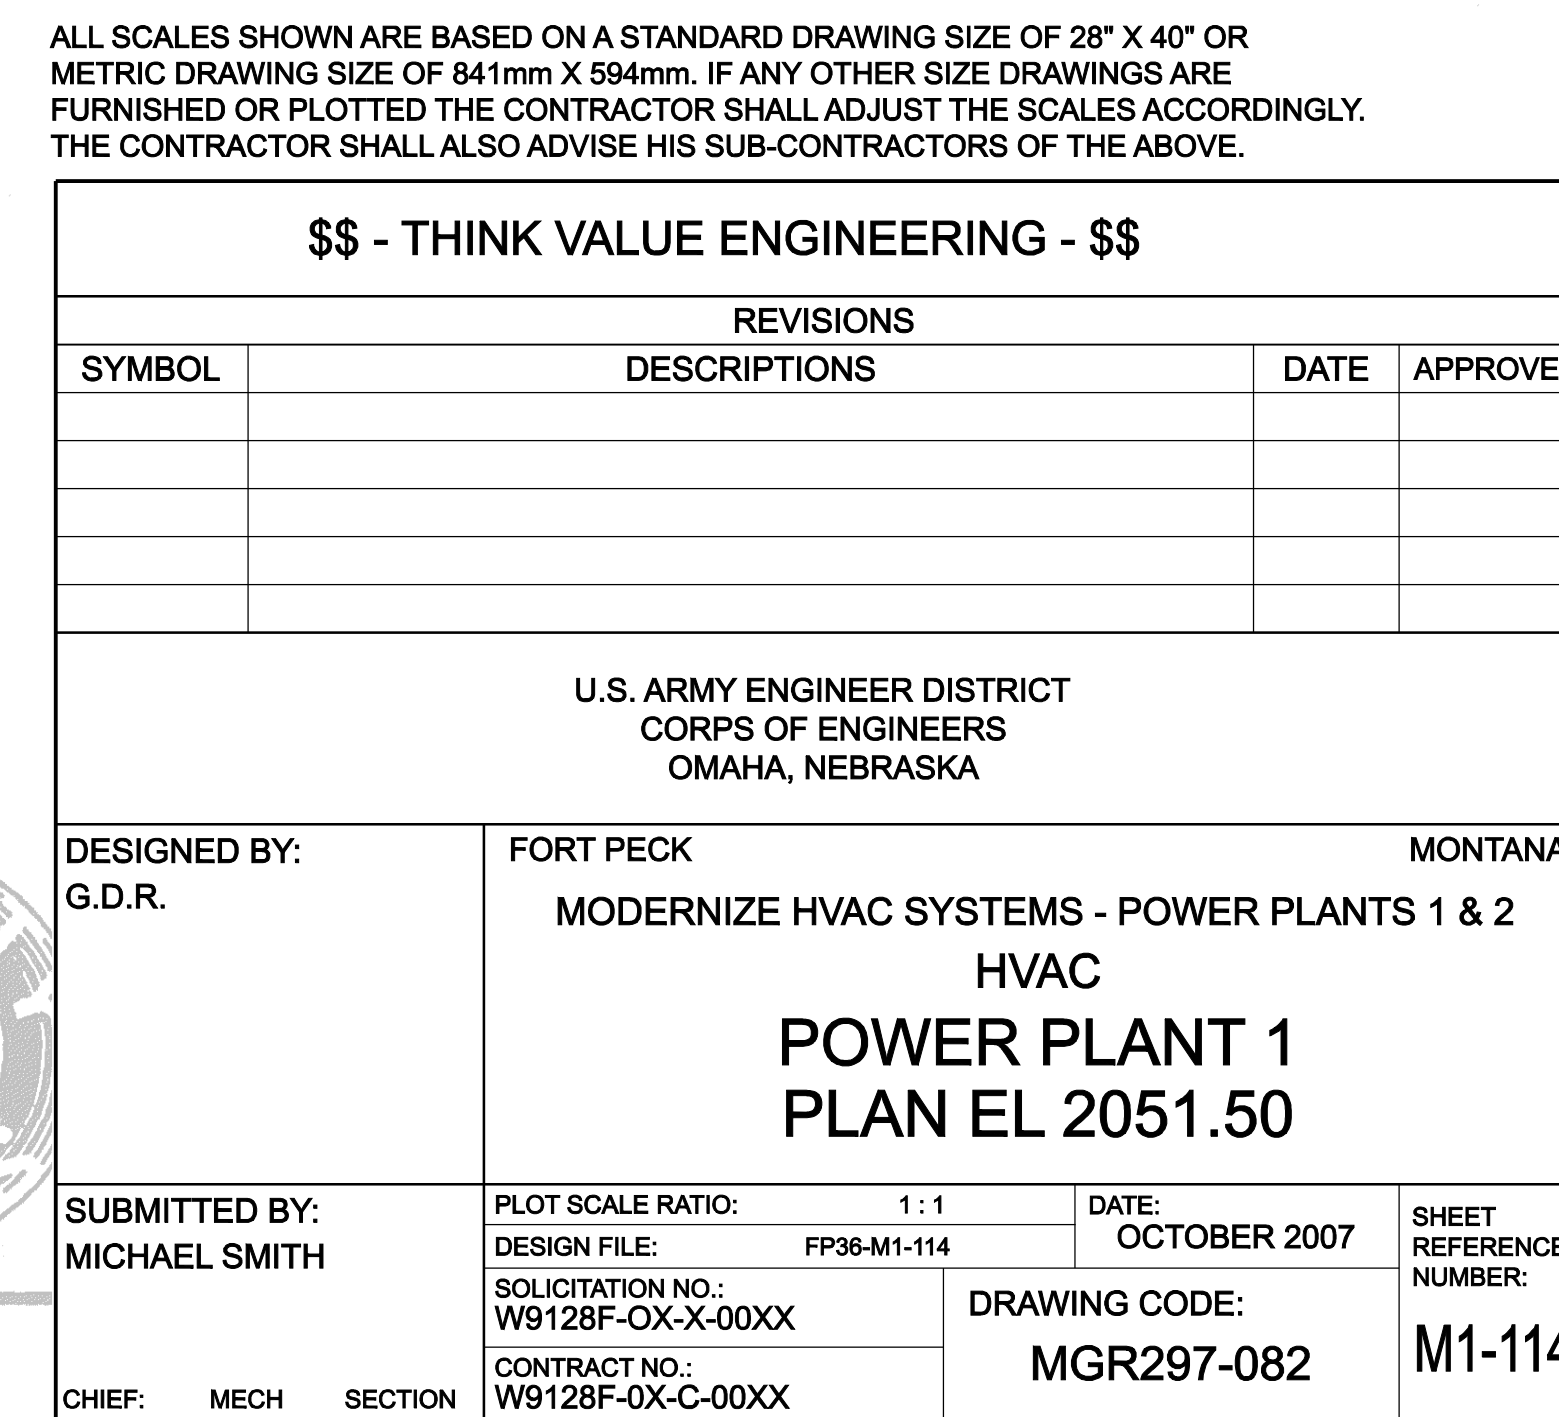 ALL SCALES SHOWN ARE BASED ON A STANDARD DRAWING SIZE OF 28" X 40" OR
METRIC DRAWING SIZE OF 841mm X 594mm. IF ANY OTHER SIZE DRAWINGS ARE
FURNISHED OR PLOTTED THE CONTRACTOR SHALL ADJUST THE SCALES ACCORDINGLY.
THE CONTRACTOR SHALL ALSO ADVISE HIS SUB-CONTRACTORS OF THE ABOVE.
$$ - THINK VALUE ENGINEERING - $$
REVISIONS
SYMBOL DESCRIPTIONS DATE APPROVE
U.S. ARMY ENGINEER DISTRICT
CORPS OF ENGINEERS
OMAHA, NEBRASKA
DESIGNED BY:
G.D.R.
FORT PECK MONTANA
MODERNIZE HVAC SYSTEMS - POWER PLANTS 1 & 2
HVAC
POWER PLANT 1
PLAN EL 2051.50
SUBMITTED BY:
MICHAEL SMITH
CHIEF: MECH SECTION
PLOT SCALE RATIO: 1 : 1
DESIGN FILE: FP36-M1-114
DATE:
OCTOBER 2007
SOLICITATION NO.:
W9128F-OX-X-00XX
CONTRACT NO.:
W9128F-0X-C-00XX
DRAWING CODE:
MGR297-082
SHEET
REFERENCE
NUMBER:
M1-114